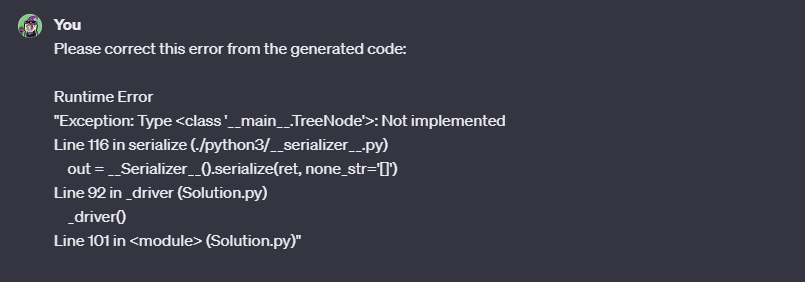 You
Please correct this error from the generated code:
Runtime Error
"Exception: Type <class '__main__.TreeNode'>: Not implemented
Line 116 in serialize (./python3/__serializer__.py)
out = __Serializer__().serialize(ret, none_str='[]')
Line 92 in _driver (Solution.py)
_driver()
Line 101 in <module> (Solution.py)"